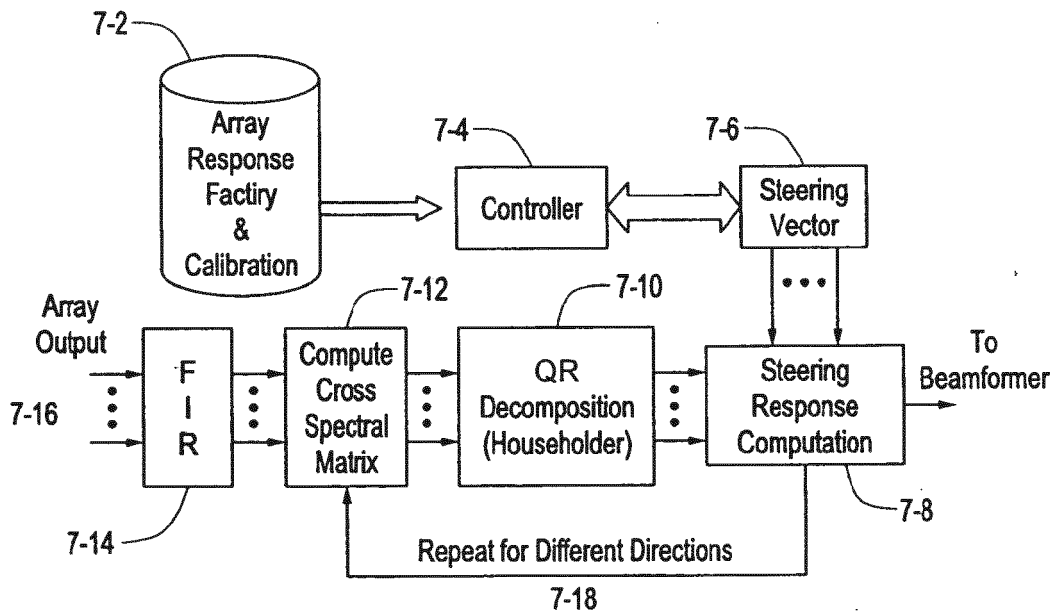 7-2
Array
Response
Factiry
&
Calibration
7-4
Controller
7-6
Steering
Vector
Array
Output
7-16
F
I
R
7-14
7-12
Compute
Cross
Spectral
Matrix
7-10
QR
Decomposition
(Householder)
Steering
Response
Computation
7-8
To
Beamformer
Repeat for Different Directions
7-18